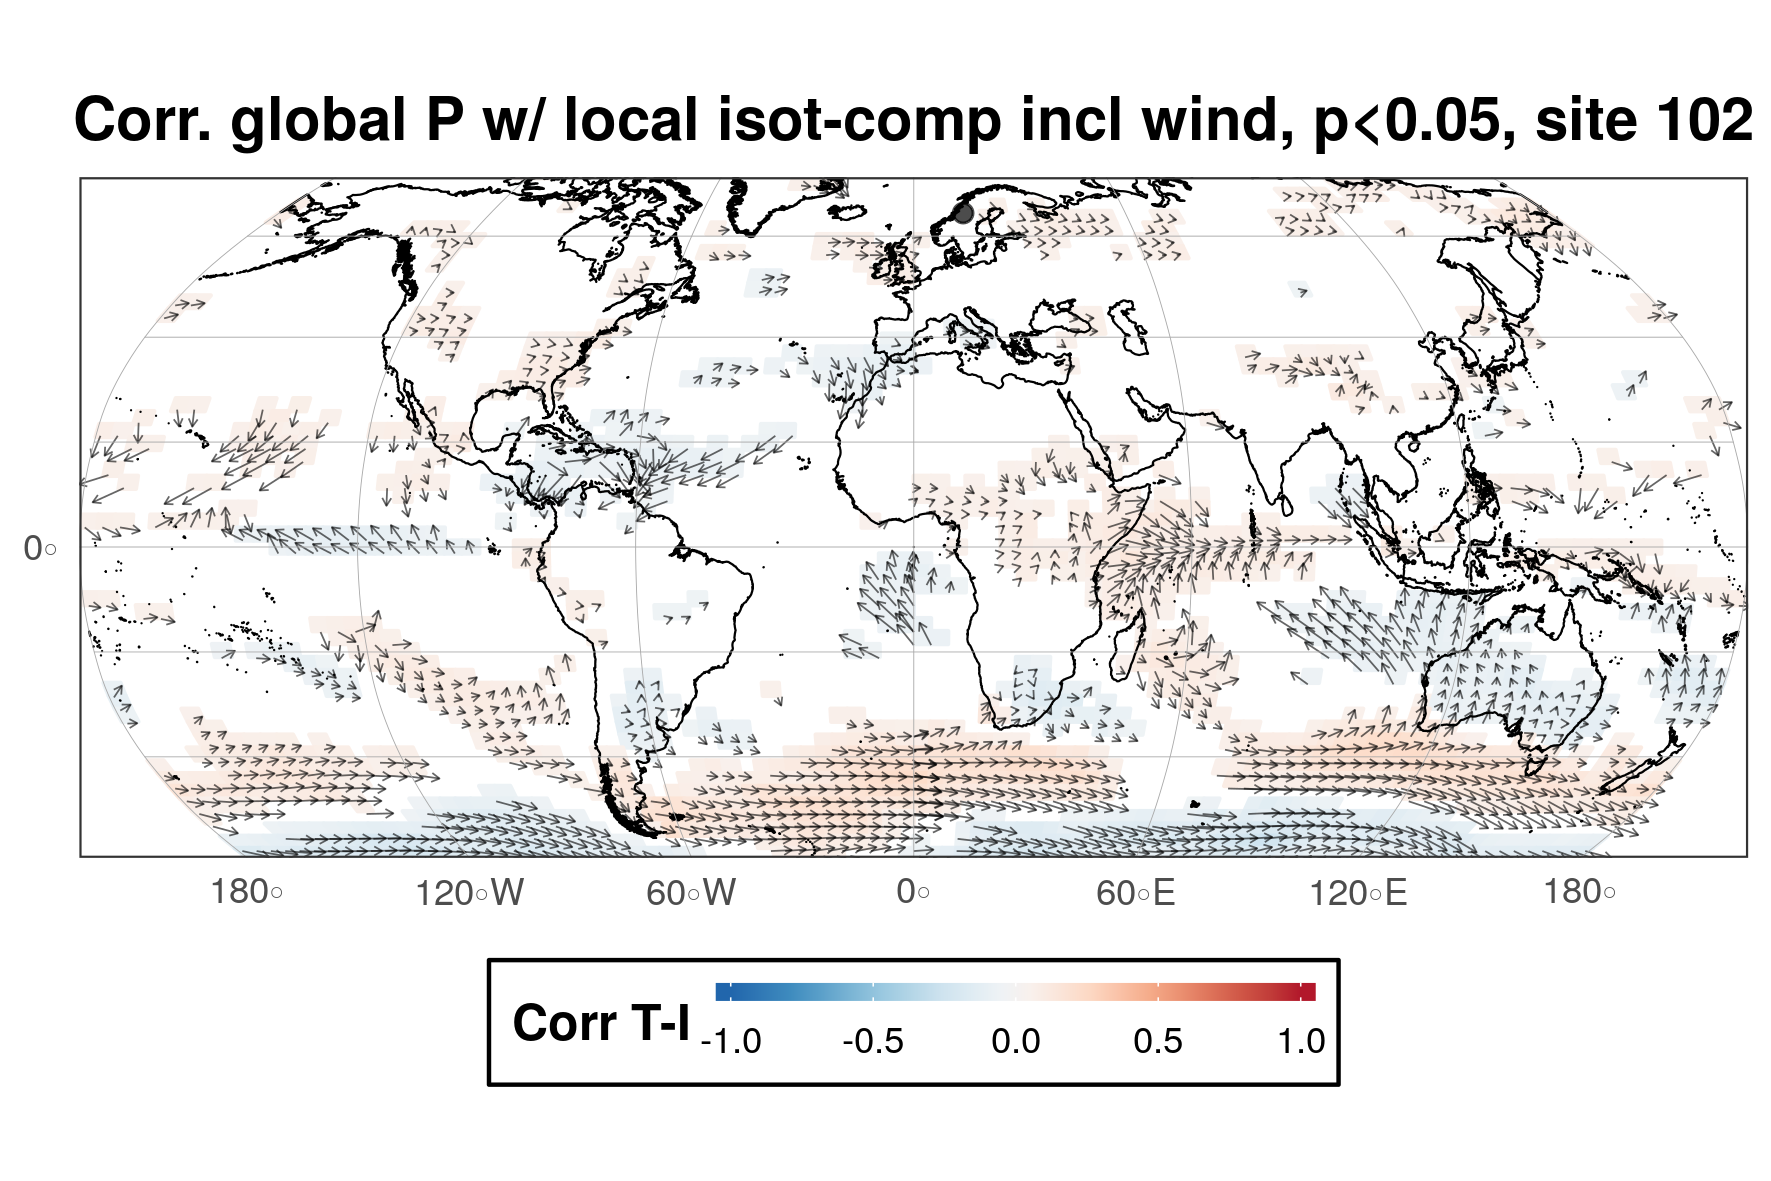 Corr. global P w/ local isot-comp incl wind, p<0.05, site 102
0○
180○ 120○W 60○W 0○ 60○E 120○E 180○
Corr T-I
-1.0 -0.5 0.0 0.5 1.0